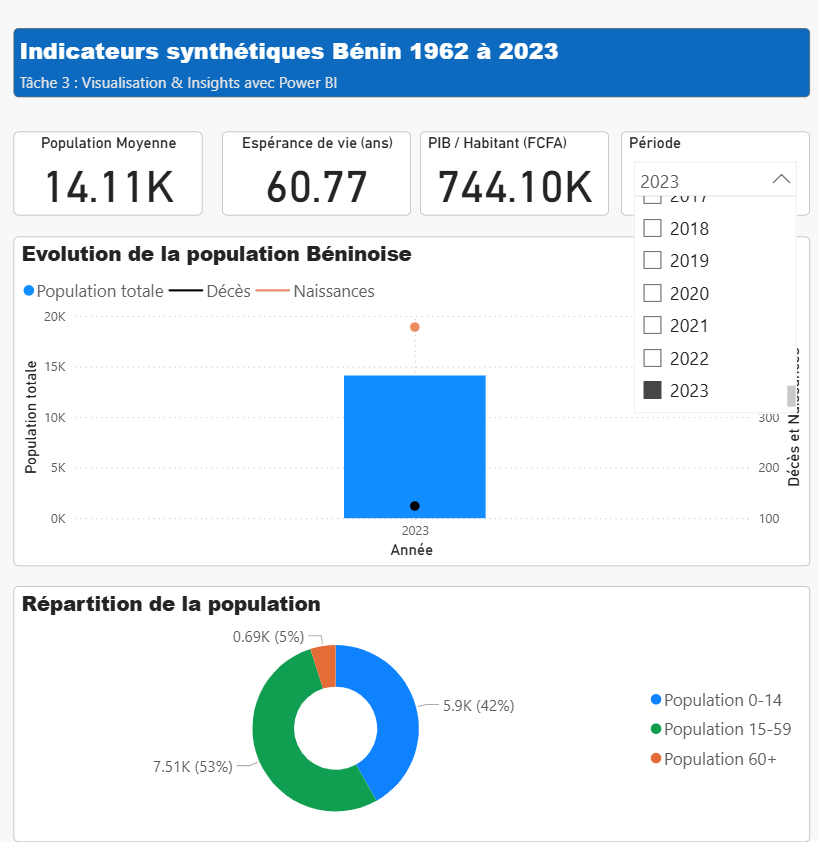 Indicateurs synthétiques Bénin 1962 à 2023
Tâche 3 : Visualisation & Insights avec Power BI
Population Moyenne
14.11K
Espérance de vie (ans)
60.77
PIB / Habitant (FCFA)
744.10K
Période
2023
2017
2018
2019
2020
2021
2022
2023
Evolution de la population Béninoise
Population totale
Décès
Naissances
Population totale
20K
15K
10K
5K
0K
300
200
100
Décès et Naissances
2023
Année
Répartition de la population
0.69K (5%)
5.9K (42%)
7.51K (53%)
Population 0-14
Population 15-59
Population 60+